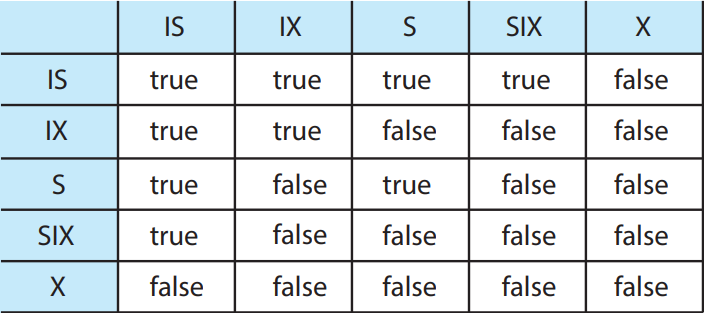 IS IX S SIX X
IS true true true true false
IX true true false false false
S true false true false false
SIX true false false false false
X false false false false false